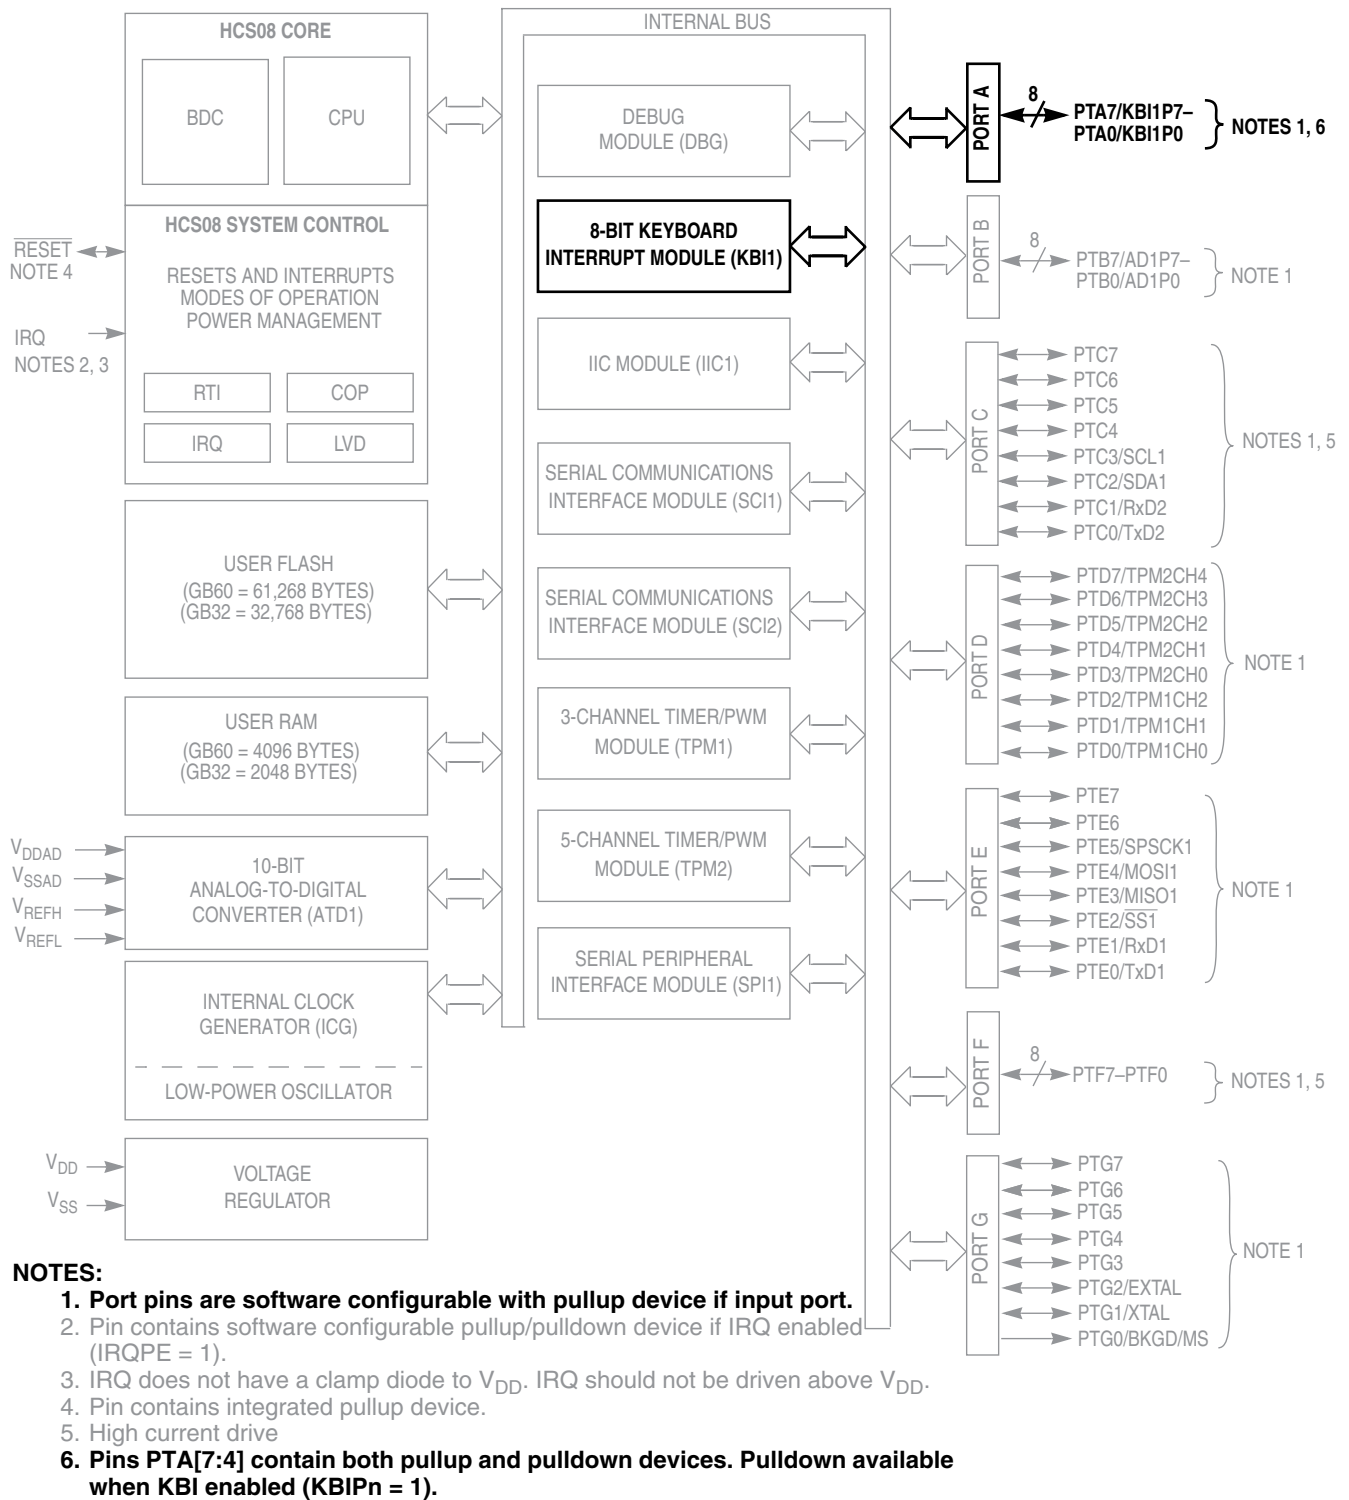 HCS08 CORE
BDC
CPU
HCS08 SYSTEM CONTROL
RESETS AND INTERRUPTS
MODES OF OPERATION
POWER MANAGEMENT
RTI
COP
IRQ
LVD
RESET
NOTE 4
IRQ
NOTES 2, 3
USER FLASH
(GB60 = 61,268 BYTES)
(GB32 = 32,768 BYTES)
USER RAM
(GB60 = 4096 BYTES)
(GB32 = 2048 BYTES)
VDDAD
VSSAD
VREFH
VREFL
10-BIT
ANALOG-TO-DIGITAL
CONVERTER (ATD1)
INTERNAL CLOCK
GENERATOR (ICG)
LOW-POWER OSCILLATOR
VDD
VSS
VOLTAGE
REGULATOR
INTERNAL BUS
DEBUG
MODULE (DBG)
8-BIT KEYBOARD
INTERRUPT MODULE (KBI1)
IIC MODULE (IIC1)
SERIAL COMMUNICATIONS
INTERFACE MODULE (SCI1)
SERIAL COMMUNICATIONS
INTERFACE MODULE (SCI2)
3-CHANNEL TIMER/PWM
MODULE (TPM1)
5-CHANNEL TIMER/PWM
MODULE (TPM2)
SERIAL PERIPHERAL
INTERFACE MODULE (SPI1)
PORT A
8
PTA7/KBI1P7–
PTA0/KBI1P0
NOTES 1, 6
PORT B
8
PTB7/AD1P7–
PTB0/AD1P0
NOTE 1
PORT C
PTC7
PTC6
PTC5
PTC4
PTC3/SCL1
PTC2/SDA1
PTC1/RxD2
PTC0/TxD2
NOTES 1, 5
PORT D
PTD7/TPM2CH4
PTD6/TPM2CH3
PTD5/TPM2CH2
PTD4/TPM2CH1
PTD3/TPM2CH0
PTD2/TPM1CH2
PTD1/TPM1CH1
PTD0/TPM1CH0
NOTE 1
PORT E
PTE7
PTE6
PTE5/SPSCK1
PTE4/MOSI1
PTE3/MISO1
PTE2/SS1
PTE1/RxD1
PTE0/TxD1
NOTE 1
PORT F
8
PTF7–PTF0
NOTES 1, 5
PORT G
PTG7
PTG6
PTG5
PTG4
PTG3
PTG2/EXTAL
PTG1/XTAL
PTG0/BKGD/MS
NOTE 1
NOTES:
1. Port pins are software configurable with pullup device if input port.
2. Pin contains software configurable pullup/pulldown device if IRQ enabled
(IRQPE = 1).
3. IRQ does not have a clamp diode to VDD. IRQ should not be driven above VDD.
4. Pin contains integrated pullup device.
5. High current drive
6. Pins PTA[7:4] contain both pullup and pulldown devices. Pulldown available
when KBI enabled (KBIPn = 1).